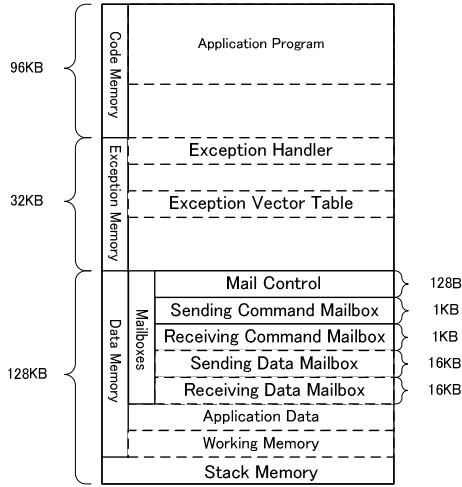 Application Program
Code Memory
96KB
Exception Handler
Exception Memory
32KB
Exception Vector Table
Mail Control
128B
Sending Command Mailbox
1KB
Mailboxes
Receiving Command Mailbox
1KB
Data Memory
Sending Data Mailbox
16KB
128KB
Receiving Data Mailbox
16KB
Application Data
Working Memory
Stack Memory